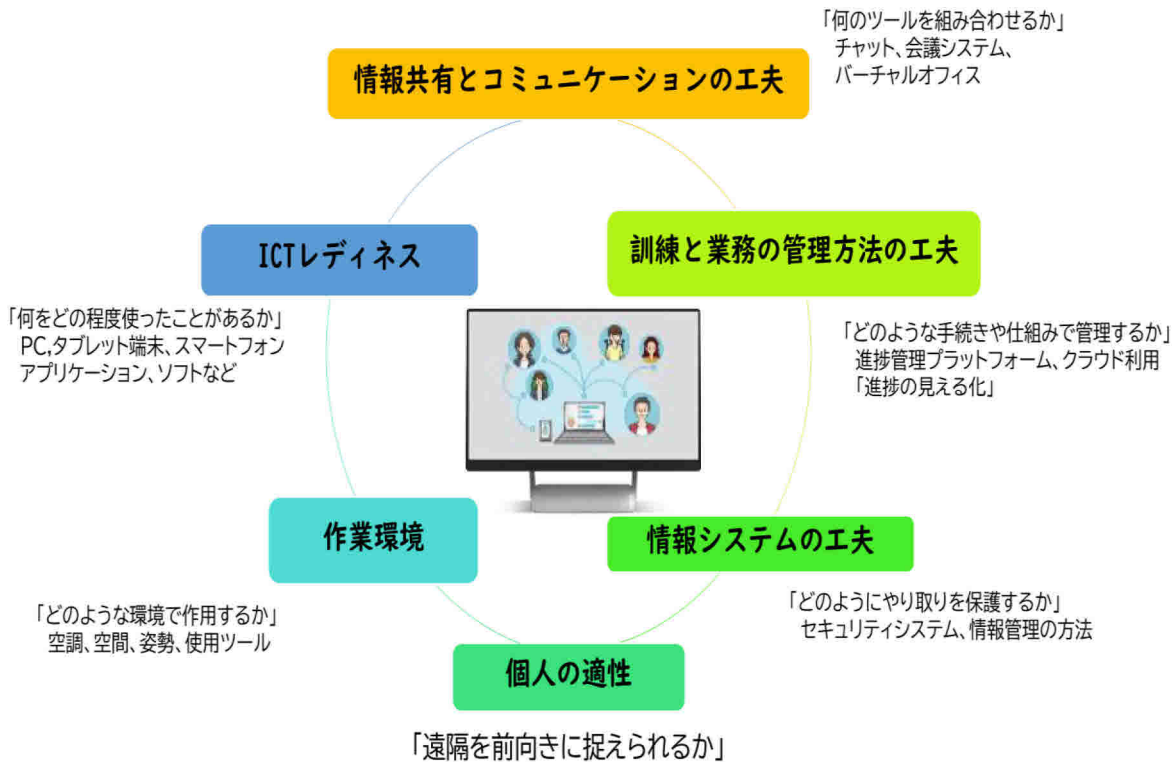 「何のツールを組み合わせるか」
チャット、会議システム、
バーチャルオフィス
情報共有とコミュニケーションの工夫
ICTレディネス
訓練と業務の管理方法の工夫
「何をどの程度使ったことがあるか」
PC,タブレット端末、スマートフォン
アプリケーション、ソフトなど
「どのような手続きや仕組みで管理するか」
進捗管理プラットフォーム、クラウド利用
「進捗の見える化」
作業環境
情報システムの工夫
「どのような環境で作用するか」
空調、空間、姿勢、使用ツール
「どのようにやり取りを保護するか」
セキュリティシステム、情報管理の方法
個人の適性
「遠隔を前向きに捉えられるか」